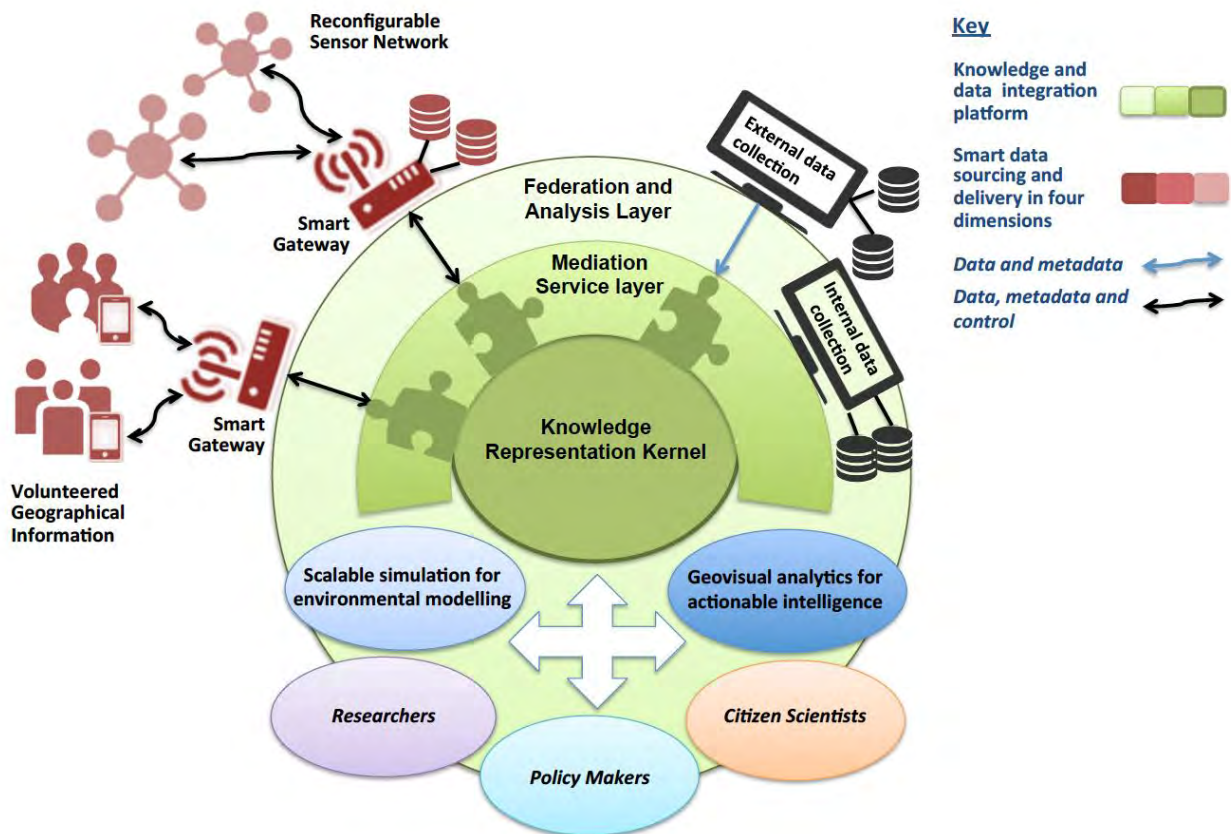 Reconfigurable
Sensor Network
Smart
Gateway
Federation and
Analysis Layer
Mediation
Service layer
External data
collection
Internal data
collection
Smart
Gateway
Volunteered
Geographical
Information
Knowledge
Representation Kernel
Scalable simulation for
environmental modelling
Geovisual analytics for
actionable intelligence
Researchers
Policy Makers
Citizen Scientists
Key
Knowledge and
data integration
platform
Smart data
sourcing and
delivery in four
dimensions
Data and metadata
Data, metadata and
control